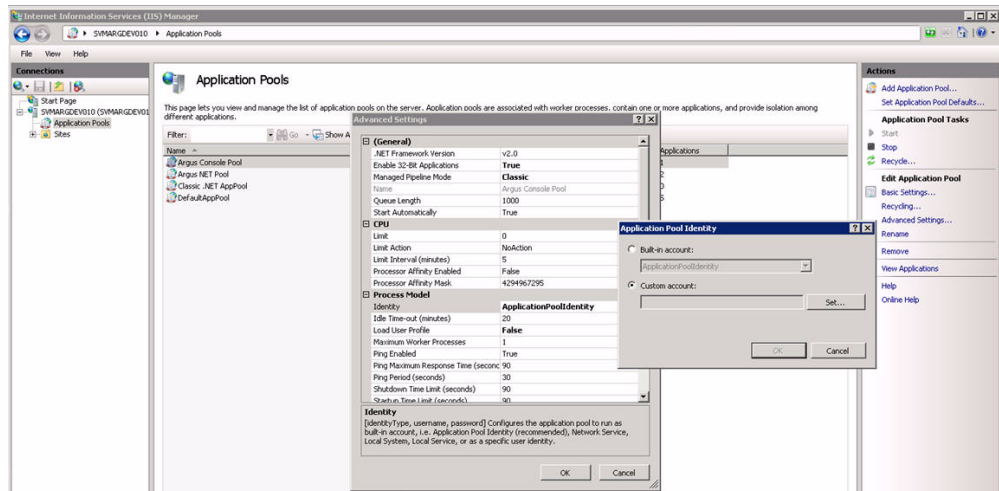 Internet Information Services (IIS) Manager
SVMARGDEV010 Application Pools
File View Help
Connections
Start Page
SVMARGDEV010 (SVMARGDEV01
Application Pools
Sites
Application Pools
This page lets you view and manage the list of application pools on the server. Application pools are associated with worker processes, contain one or more applications, and provide isolation among
different applications.
Filter: Go Show A
Name Applications
Argus Console Pool 1
Argus NET Pool 2
Classic .NET AppPool 0
DefaultAppPool
Advanced Settings
(General)
.NET Framework Version v2.0
Enable 32-Bit Applications True
Managed Pipeline Mode Classic
Name Argus Console Pool
Queue Length 1000
Start Automatically True
CPU
Limit 0
Limit Action NoAction
Limit Interval (minutes) 5
Processor Affinity Enabled False
Processor Affinity Mask 4294967295
Process Model
Identity ApplicationPoolIdentity
Idle Time-out (minutes) 20
Load User Profile False
Maximum Worker Processes 1
Ping Enabled True
Ping Maximum Response Time (seconc 90
Ping Period (seconds) 30
Shutdown Time Limit (seconds) 90
Startup Time Limit (seconds) 90
Identity
[identityType, username, password] Configures the application pool to run as
built-in account, i.e. Application Pool Identity (recommended), Network Service,
Local System, Local Service, or as a specific user identity.
OK Cancel
Application Pool Identity
Built-in account:
ApplicationPoolIdentity
Custom account:
Set...
OK Cancel
Actions
Add Application Pool...
Set Application Pool Defaults...
Application Pool Tasks
Start
Stop
Recycle...
Edit Application Pool
Basic Settings...
Recycling...
Advanced Settings...
Rename
Remove
View Applications
Help
Online Help